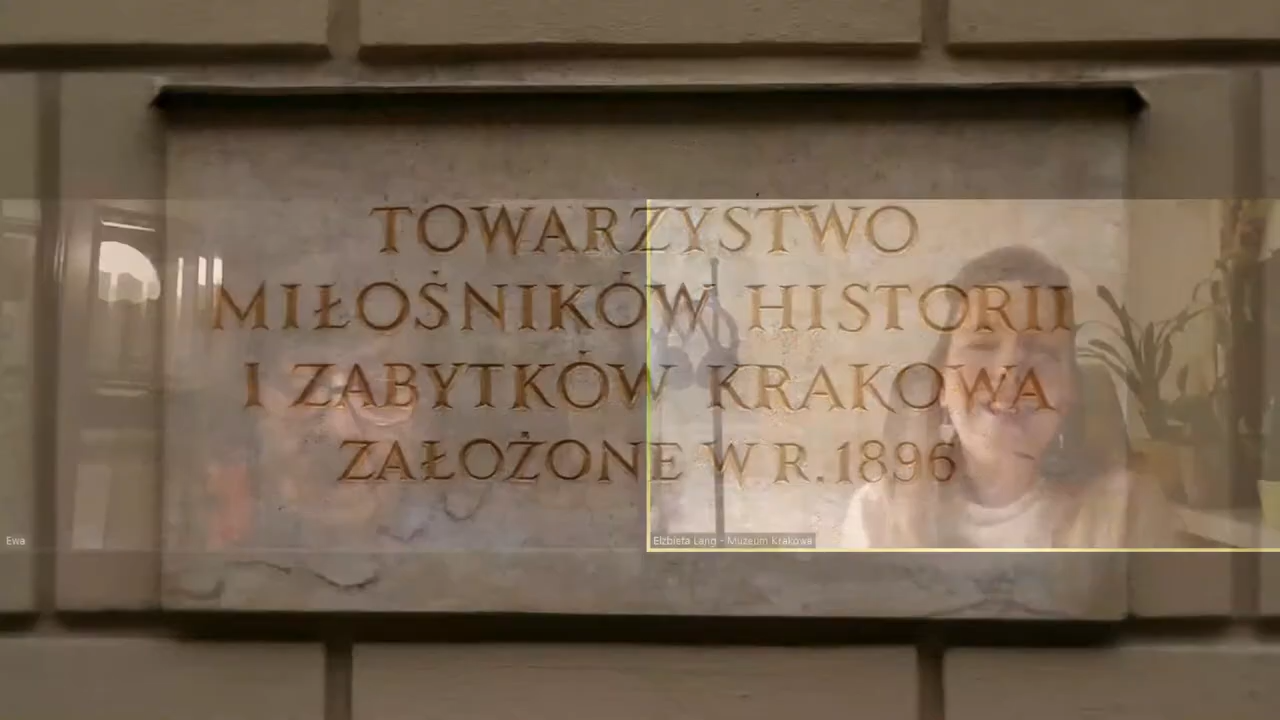 TOWARZYSTWO
MIŁOŚNIKÓW HISTORII
I ZABYTKÓW KRAKOWA
ZAŁOŻONE W R. 1896
Ewa
Elżbieta Lang - Muzeum Krakowa